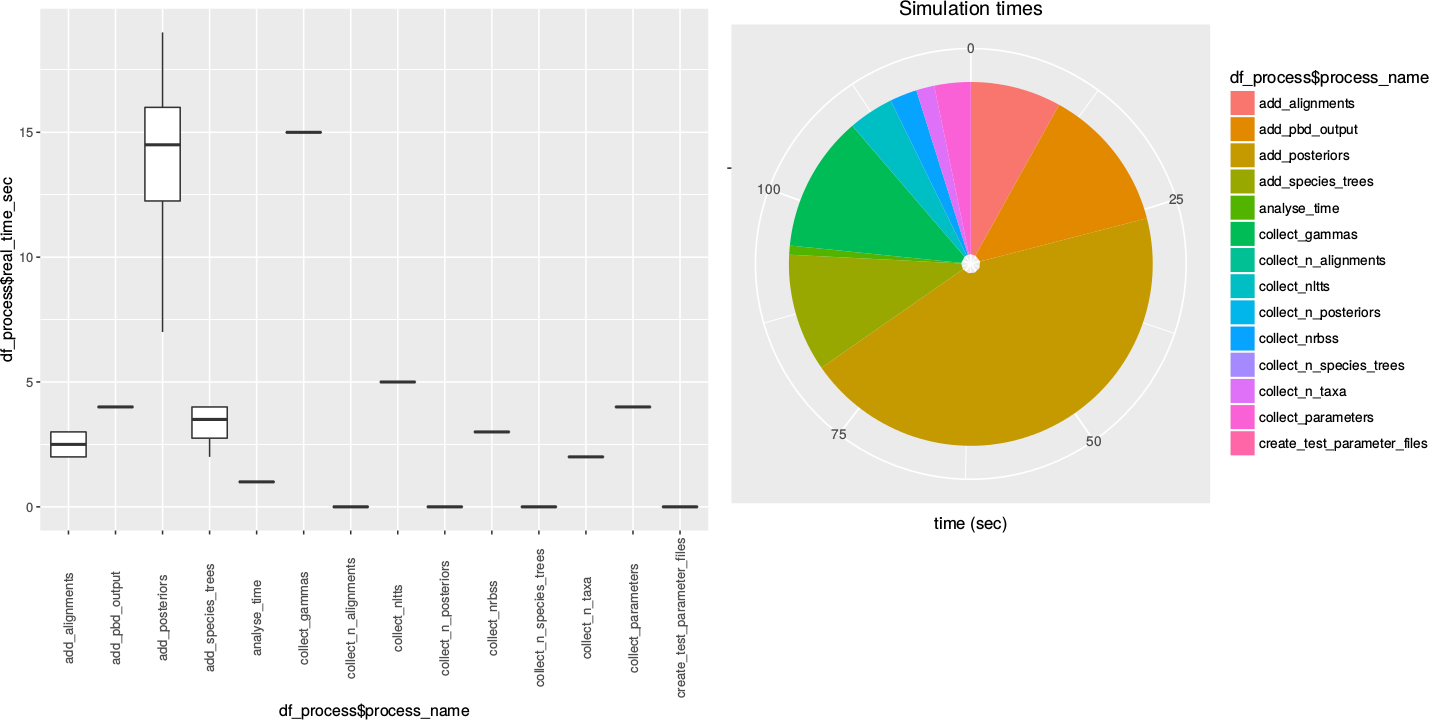 df_process$real_time_sec
15
10
5
0
add_alignments
add_pbd_output
add_posteriors
add_species_trees
analyse_time
collect_gammas
collect_n_alignments
collect_nltts
collect_n_posteriors
collect_nrbss
collect_n_species_trees
collect_n_taxa
collect_parameters
create_test_parameter_files
df_process$process_name
Simulation times
0
25
50
75
100
time (sec)
df_process$process_name
add_alignments
add_pbd_output
add_posteriors
add_species_trees
analyse_time
collect_gammas
collect_n_alignments
collect_nltts
collect_n_posteriors
collect_nrbss
collect_n_species_trees
collect_n_taxa
collect_parameters
create_test_parameter_files